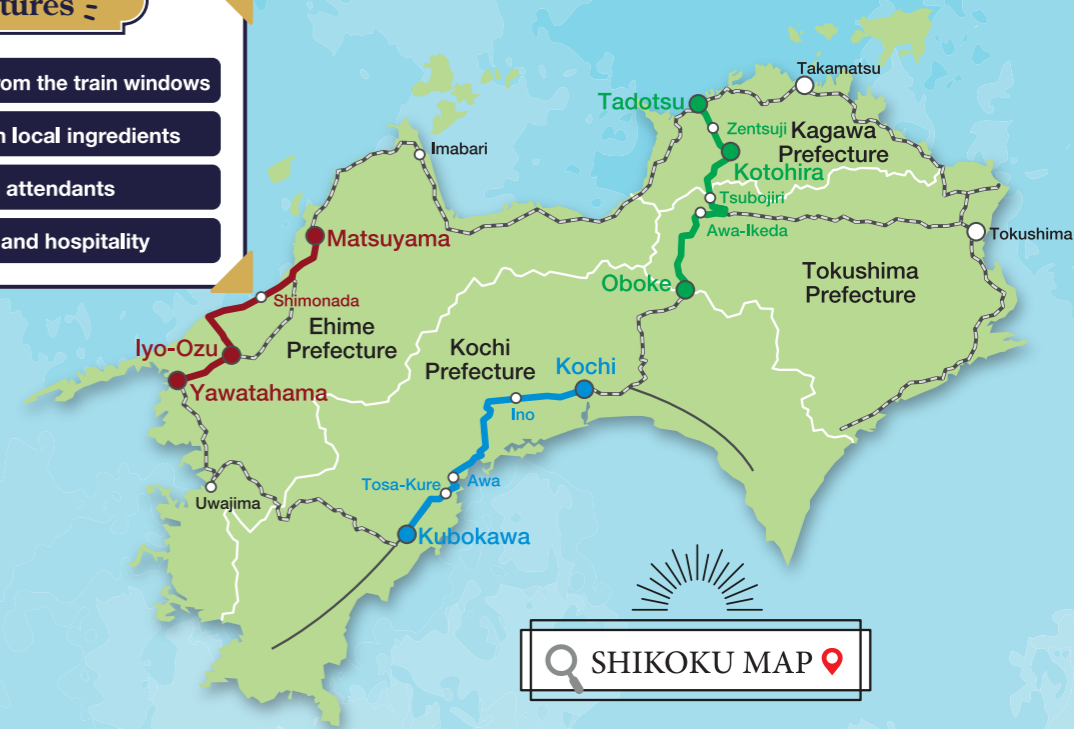 rom the train windows
local ingredients
attendants
and hospitality
Takamatsu
Tadotsu
Zentsuji
Kagawa
Prefecture
Kotohira
Imabari
Tsubojiri
Awa-Ikeda
Tokushima
Matsuyama
Oboke
Tokushima
Prefecture
Shimonada
Ehime
Prefecture
Iyo-Ozu
Kochi
Prefecture
Kochi
Yawatahama
Ino
Tosa-Kure
Awa
Uwajima
Kubokawa
SHIKOKU MAP